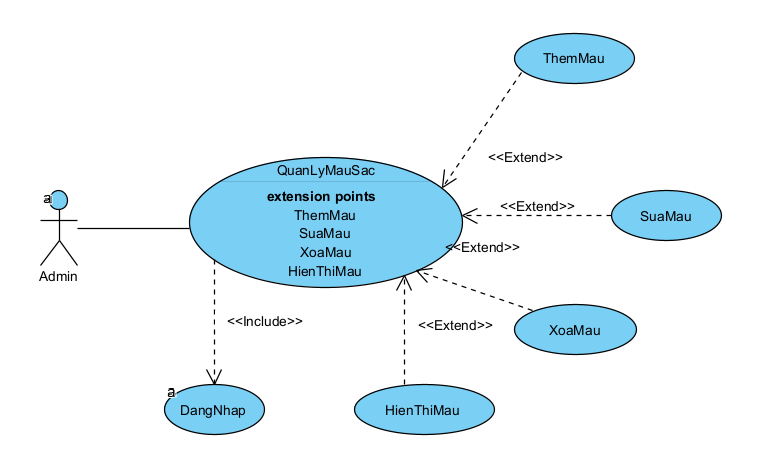 ThemMau
<<Extend>>
QuanLyMauSac
extension points
ThemMau
SuaMau
XoaMau
HienThiMau
a
Admin
<<Extend>>
SuaMau
<<Extend>>
<<Include>>
<<Extend>>
XoaMau
a
DangNhap
HienThiMau